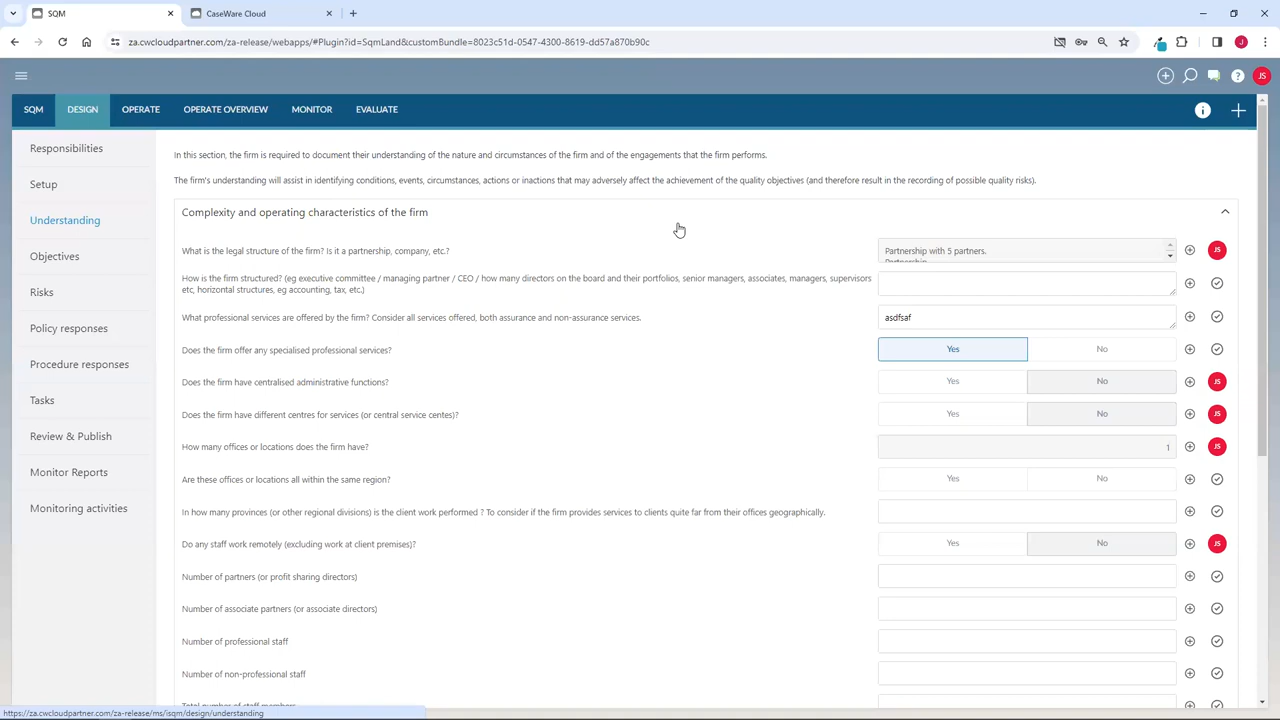 SQM
CaseWare Cloud
za.cwcloudpartner.com/za-release/webapps/#Plugin?id=SqmLand&customBundle=8023c51d-0547-4300-8619-dd57a870b90c
J
JS
SQM DESIGN OPERATE OPERATE OVERVIEW MONITOR EVALUATE
Responsibilities
Setup
Understanding
Objectives
Risks
Policy responses
Procedure responses
Tasks
Review & Publish
Monitor Reports
Monitoring activities
In this section, the firm is required to document their understanding of the nature and circumstances of the firm and of the engagements that the firm performs.
The firm's understanding will assist in identifying conditions, events, circumstances, actions or inactions that may adversely affect the achievement of the quality objectives (and therefore result in the recording of possible quality risks).
Complexity and operating characteristics of the firm
What is the legal structure of the firm? Is it a partnership, company, etc.?
Partnership with 5 partners.
Partnership
JS
How is the firm structured? (eg executive committee / managing partner / CEO / how many directors on the board and their portfolios, senior managers, associates, managers, supervisors
etc, horizontal structures, eg accounting, tax, etc.)
What professional services are offered by the firm? Consider all services offered, both assurance and non-assurance services.
asdfsaf
Does the firm offer any specialised professional services?
Yes No
Does the firm have centralised administrative functions?
Yes No JS
Does the firm have different centres for services (or central service centes)?
Yes No JS
How many offices or locations does the firm have?
1 JS
Are these offices or locations all within the same region?
Yes No
In how many provinces (or other regional divisions) is the client work performed ? To consider if the firm provides services to clients quite far from their offices geographically.
Do any staff work remotely (excluding work at client premises)?
Yes No JS
Number of partners (or profit sharing directors)
Number of associate partners (or associate directors)
Number of professional staff
Number of non-professional staff
Total number of staff members
https://za.cwcloudpartner.com/za-release/ms/isqm/design/understanding